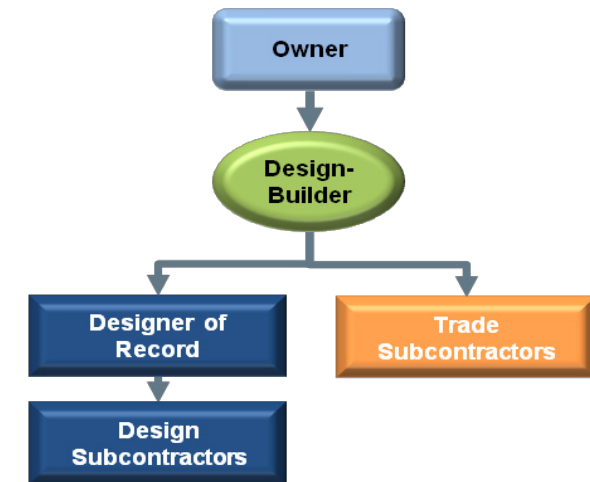 Owner
Design-
Builder
Designer of
Record
Trade
Subcontractors
Design
Subcontractors